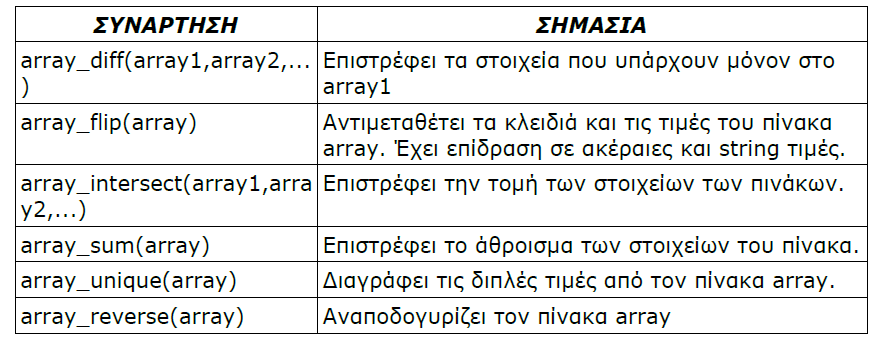 ΣΥΝΑΡΤΗΣΗ ΣΗΜΑΣΙΑ
array_diff(array1,array2,... Επιστρέφει τα στοιχεία που υπάρχουν μόνον στο
) array1
array_flip(array) Αντιμεταθέτει τα κλειδιά και τις τιμές του πίνακα
array. Έχει επίδραση σε ακέραιες και string τιμές.
array_intersect(array1,arra Επιστρέφει την τομή των στοιχείων των πινάκων.
y2,...)
array_sum(array) Επιστρέφει το άθροισμα των στοιχείων του πίνακα.
array_unique(array) Διαγράφει τις διπλές τιμές από τον πίνακα array.
array_reverse(array) Αναποδογυρίζει τον πίνακα array